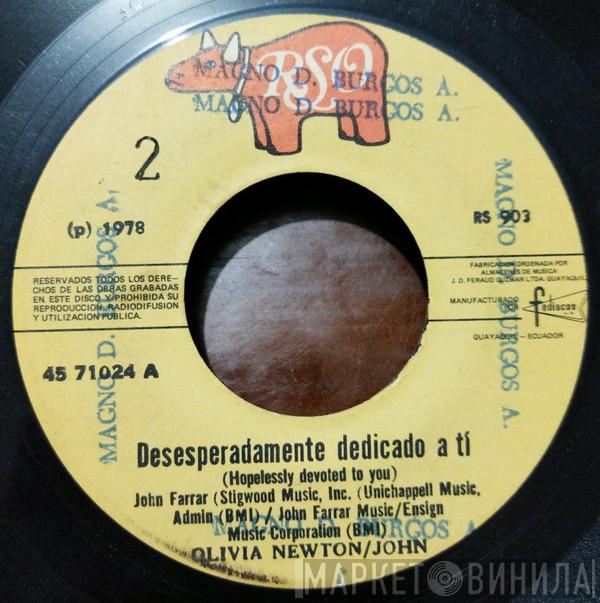 RSO
MAGNO D. BURGOS A.
MAGNO D. BURGOS A.
2
(p) 1978
RS 903
RESERVADOS TODOS LOS DERE-
CHOS DE LAS OBRAS GRABADAS
EN ESTE DISCO Y PROHIBIDA SU
REPRODUCCION, RADIODIFUSION
Y UTILIZACION PUBLICA.
FABRICACION ORDENADA POR
ALMACENES DE MUSICA
J. D. FERAUD GUZMAN LTDA. GUAYAQUIL
MANUFACTURADO
fediscos
GUAYAQUIL - ECUADOR
MAGNO D. BURGOS A.
MAGNO BURGOS A.
45 71024 A
Desesperadamente dedicado a tí
(Hopelessly devoted to you)
John Farrar (Stigwood Music, Inc. (Unichappell Music,
Admin (BMI) / John Farrar Music/Ensign
Music Corporation (BMI)
MAGNO D. BURGOS A
OLIVIA NEWTON/JOHN
МАРКЕТ ВИНИЛА